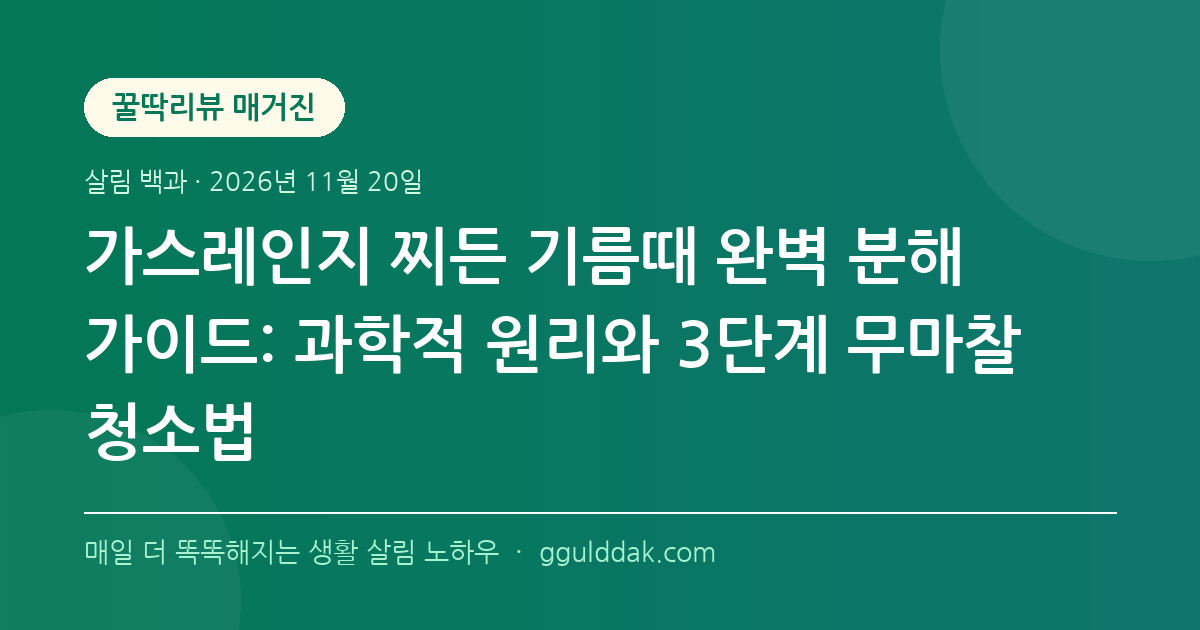 꿀딱리뷰 매거진
살림 백과 · 2026년 11월 20일
가스레인지 찌든 기름때 완벽 분해
가이드: 과학적 원리와 3단계 무마찰
청소법
매일 더 똑똑해지는 생활 살림 노하우 · ggulddak.com